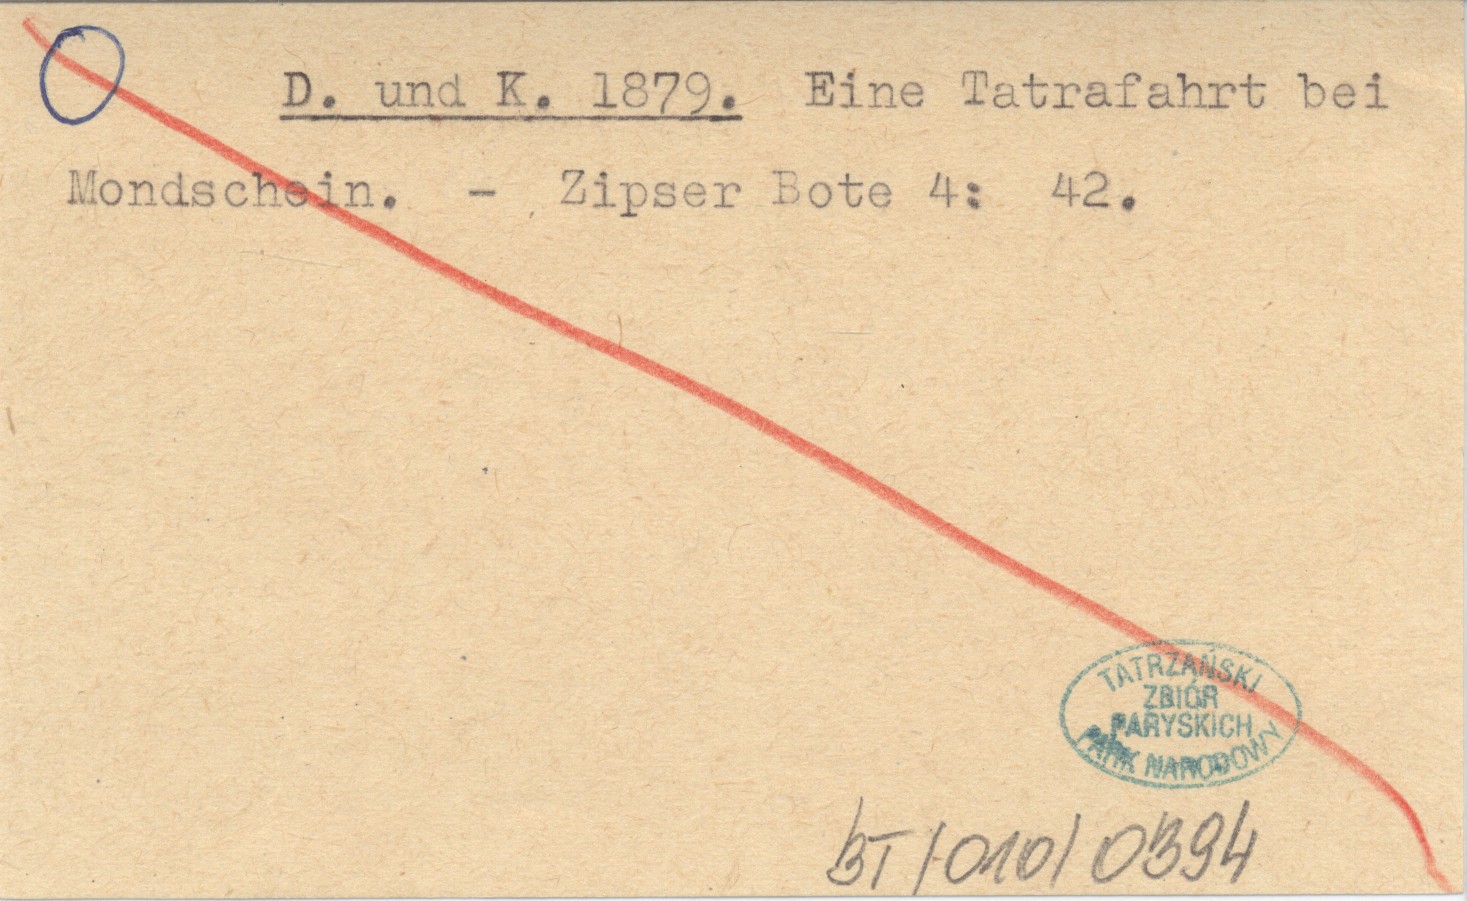 D. und K. 1879. Eine Tatrafahrt bei
Mondschein. - Zipser Bote 4: 42.
TATRZAŃSKI
ZBIÓR
PARYSKICH
PARK NARODOWY
BT/010/0394